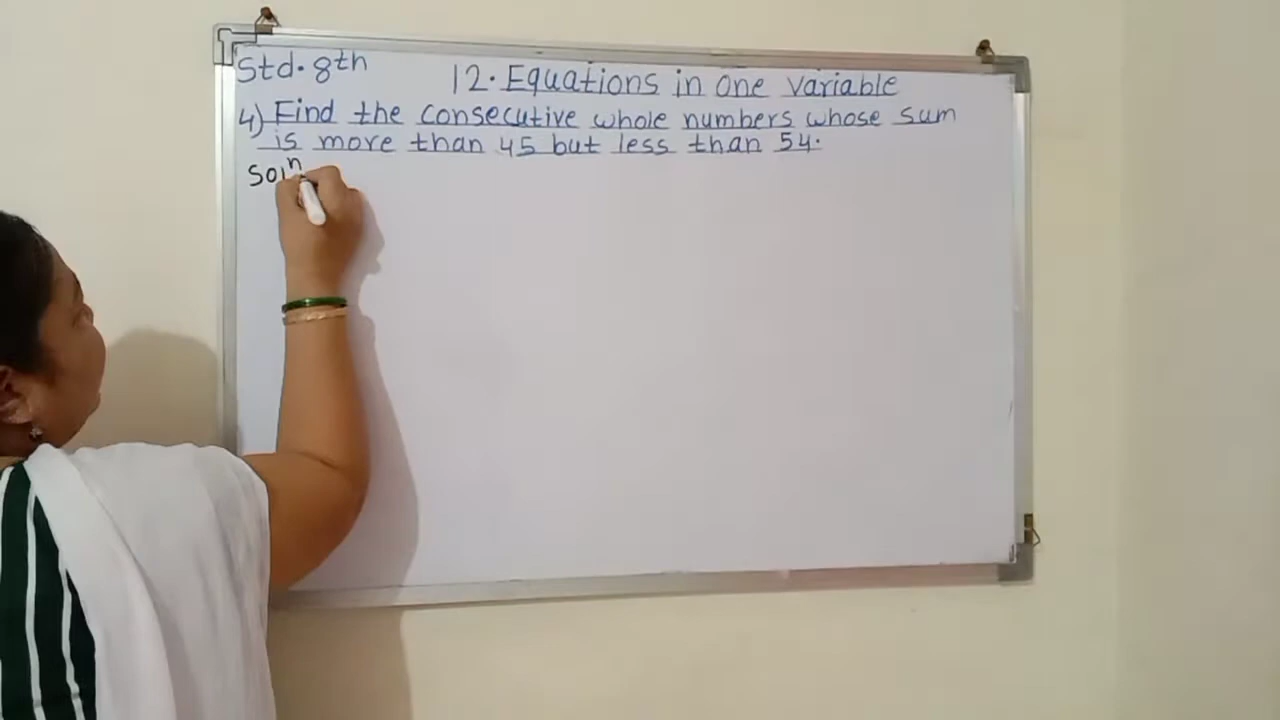 Std. 8th
12. Equations in one variable
4) Find the consecutive whole numbers whose sum
is more than 45 but less than 54.
Soln